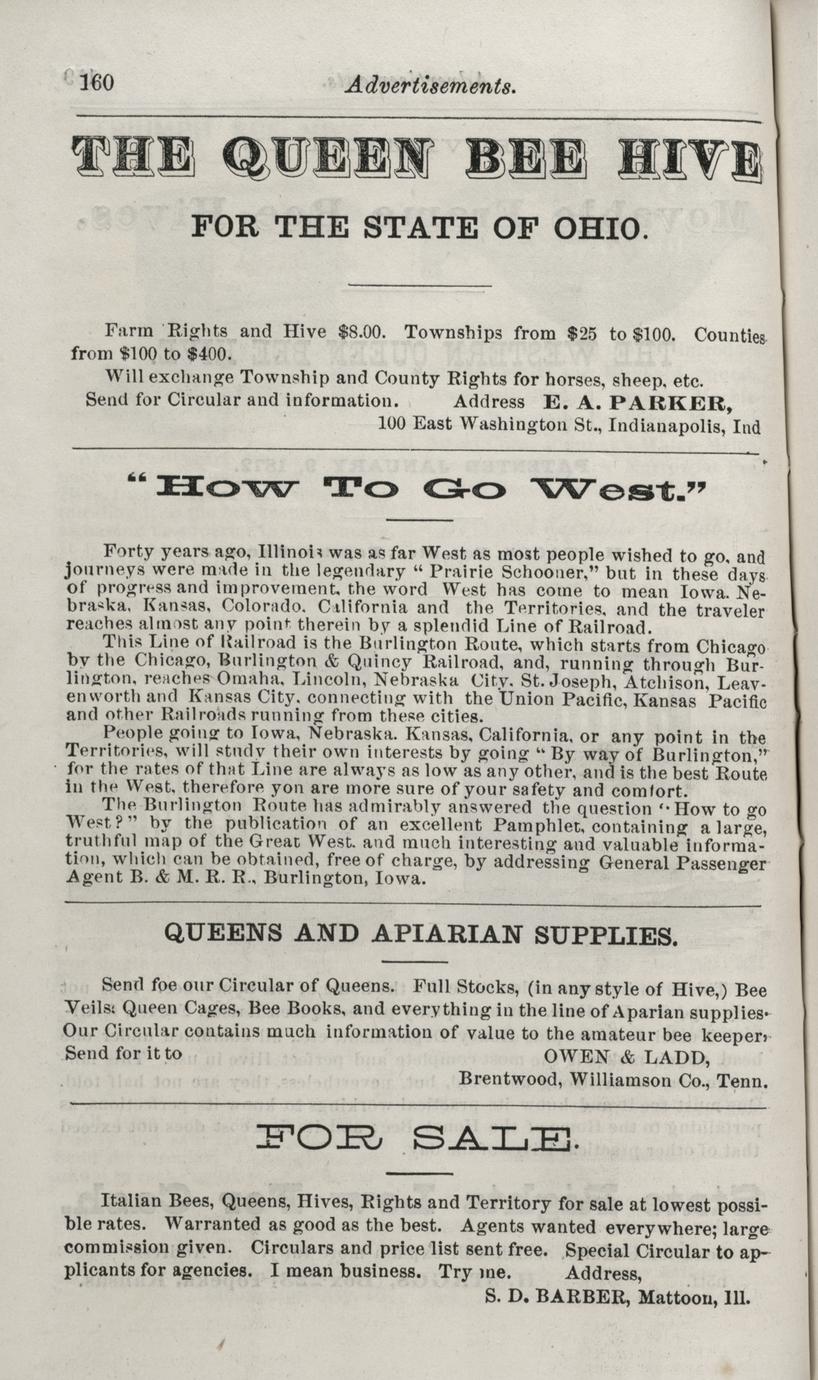 160 Advertisements.
THE QUEEN BEE HIVE
FOR THE STATE OF OHIO.
Farm Rights and Hive $8.00. Townships from $25 to $100. Counties
from $100 to $400.
Will exchange Township and County Rights for horses, sheep, etc.
Send for Circular and information. Address E. A. PARKER,
100 East Washington St., Indianapolis, Ind
"How To Go West."
Forty years ago, Illinois was as far West as most people wished to go, and
journeys were made in the legendary "Prairie Schooner," but in these days
of progress and improvement, the word West has come to mean Iowa. Ne-
braska, Kansas, Colorado. California and the Territories, and the traveler
reaches almost any point therein by a splendid Line of Railroad.
This Line of Railroad is the Burlington Route, which starts from Chicago
by the Chicago, Burlington & Quincy Railroad, and, running through Bur-
lington, reaches Omaha, Lincoln, Nebraska City, St. Joseph, Atchison, Leav-
enworth and Kansas City, connecting with the Union Pacific, Kansas Pacific
and other Railroads running from these cities.
People going to Iowa, Nebraska. Kansas, California, or any point in the
Territories, will study their own interests by going "By way of Burlington,"
for the rates of that Line are always as low as any other, and is the best Route
in the West, therefore yon are more sure of your safety and comfort.
The Burlington Route has admirably answered the question "How to go
West?" by the publication of an excellent Pamphlet, containing a large,
truthful map of the Great West. and much interesting and valuable informa-
tion, which can be obtained, free of charge, by addressing General Passenger
Agent B. & M. R. R., Burlington, Iowa.
QUEENS AND APIARIAN SUPPLIES.
Send foe our Circular of Queens. Full Stocks, (in any style of Hive,) Bee
Veils; Queen Cages, Bee Books, and everything in the line of Aparian supplies.
Our Circular contains much information of value to the amateur bee keeper,
Send for it to OWEN & LADD,
Brentwood, Williamson Co., Tenn.
FOR SALE.
Italian Bees, Queens, Hives, Rights and Territory for sale at lowest possi-
ble rates. Warranted as good as the best. Agents wanted everywhere; large
commission given. Circulars and price list sent free. Special Circular to ap-
plicants for agencies. I mean business. Try me. Address,
S. D. BARBER, Mattoon, Ill.